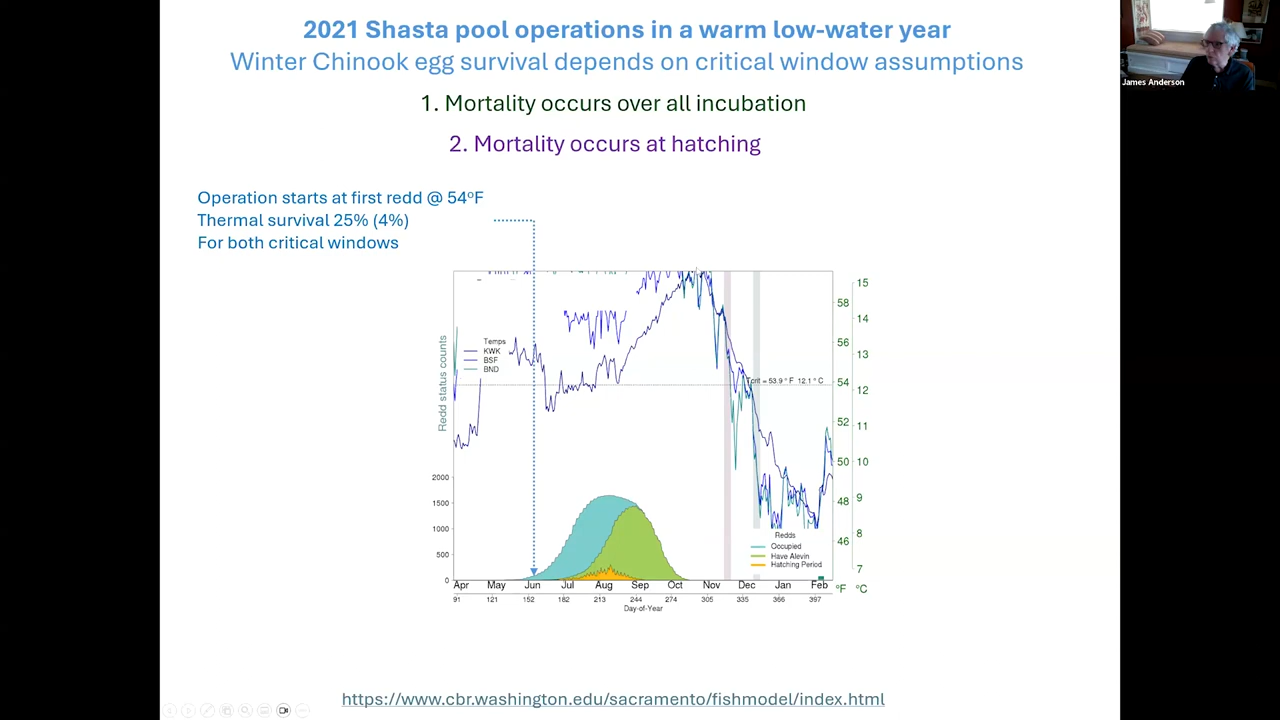 2021 Shasta pool operations in a warm low-water year
Winter Chinook egg survival depends on critical window assumptions
James Anderson
1. Mortality occurs over all incubation
2. Mortality occurs at hatching
Operation starts at first redd @ 54°F
Thermal survival 25% (4%)
For both critical windows
Redd status counts
Temps
KWK
BSF
BND
Tcrit = 53.9 ° F 12.1 ° C
58
56
54
52
50
48
46
°F
15
14
13
12
11
10
9
8
7
°C
2000
1500
1000
500
0
Redds
Occupied
Have Alevin
Hatching Period
Apr May Jun Jul Aug Sep Oct Nov Dec Jan Feb
91 121 152 182 213 244 274 305 335 366 397
Day-of-Year
https://www.cbr.washington.edu/sacramento/fishmodel/index.html